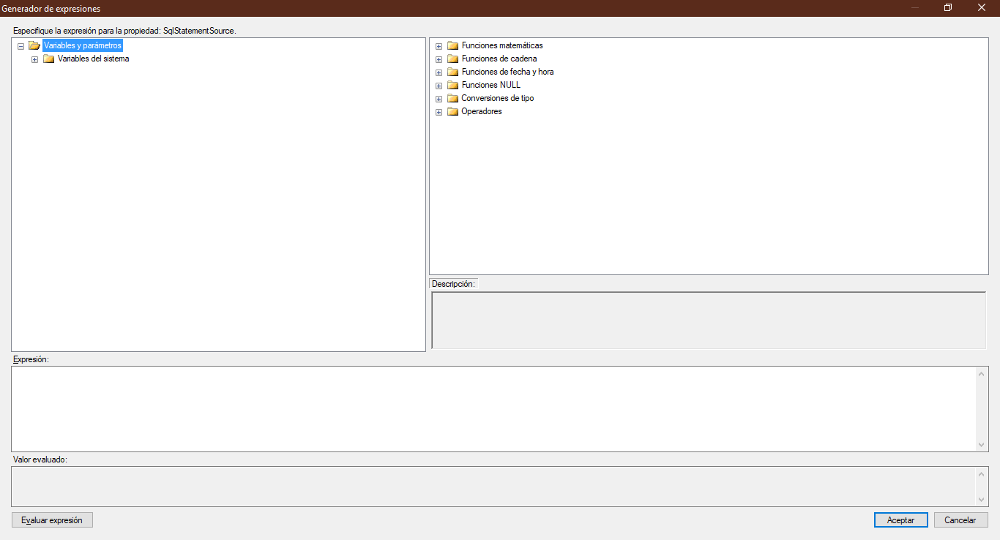 Generador de expresiones
Especifique la expresión para la propiedad: SqlStatementSource.
Variables y parámetros
Variables del sistema
Funciones matemáticas
Funciones de cadena
Funciones de fecha y hora
Funciones NULL
Conversiones de tipo
Operadores
Descripción:
Expresión:
Valor evaluado:
Evaluar expresión
Aceptar
Cancelar